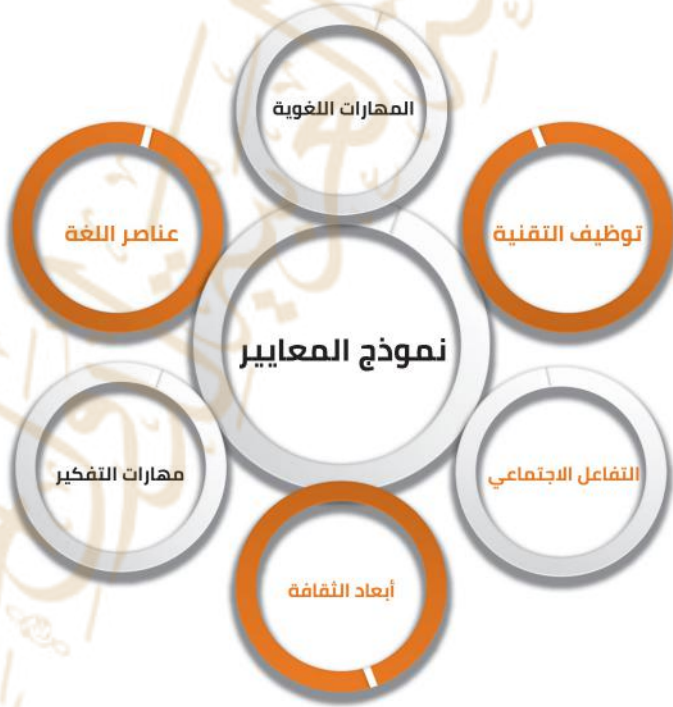 المهارات اللغوية
توظيف التقنية
عناصر اللغة
نموذج المعايير
التفاعل الاجتماعي
مهارات التفكير
أبعاد الثقافة